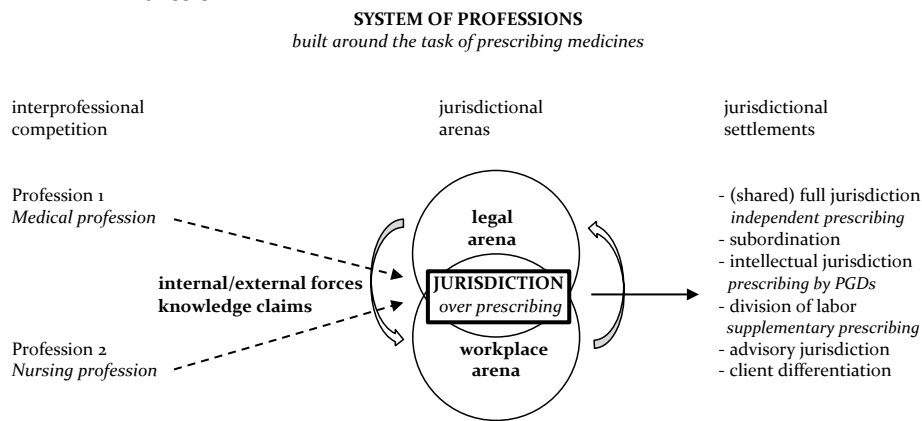 SYSTEM OF PROFESSIONS
built around the task of prescribing medicines
interprofessional
competition
jurisdictional
arenas
jurisdictional
settlements
Profession 1
Medical profession
legal
arena
internal/external forces
knowledge claims
JURISDICTION
over prescribing
workplace
arena
Profession 2
Nursing profession
- (shared) full jurisdiction
independent prescribing
- subordination
- intellectual jurisdiction
prescribing by PGDs
- division of labor
supplementary prescribing
- advisory jurisdiction
- client differentiation